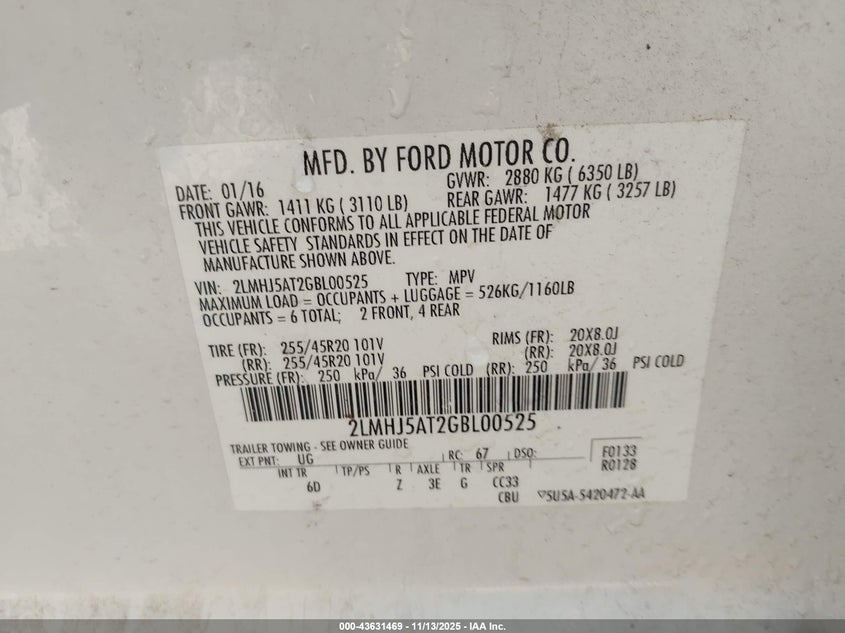 MFD. BY FORD MOTOR CO.
DATE: 01/16 GVWR: 2880 KG ( 6350 LB)
FRONT GAWR: 1411 KG ( 3110 LB) REAR GAWR: 1477 KG ( 3257 LB)
THIS VEHICLE CONFORMS TO ALL APPLICABLE FEDERAL MOTOR
VEHICLE SAFETY STANDARDS IN EFFECT ON THE DATE OF
MANUFACTURE SHOWN ABOVE.
VIN: 2LMHJ5AT2GBL00525 TYPE: MPV
MAXIMUM LOAD = OCCUPANTS + LUGGAGE = 526KG/1160LB
OCCUPANTS = 6 TOTAL; 2 FRONT, 4 REAR
TIRE (FR): 255/45R20 101V RIMS (FR): 20X8.0J
(RR): 255/45R20 101V (RR): 20X8.0J
PRESSURE (FR): 250 kPa/ 36 PSI COLD (RR): 250 kPa/ 36 PSI COLD
2LMHJ5AT2GBL00525
TRAILER TOWING - SEE OWNER GUIDE
EXT PNT: UG RC: 67 DSO: F0133
R0128
INT TR TP/PS R AXLE TR SPR
6D Z 3E G CC33
CBU 5U5A-5420472-AA
000-43631469 - 11/13/2025 - IAA Inc.